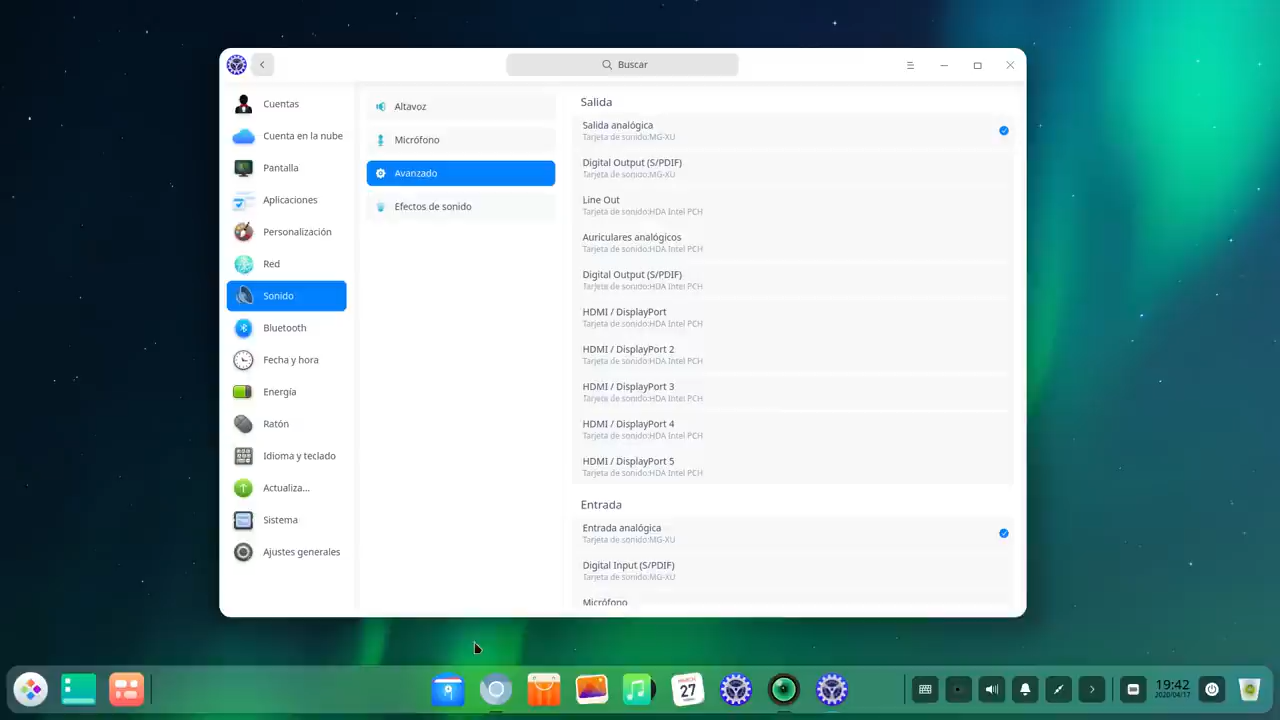 Buscar
Cuentas
Cuenta en la nube
Pantalla
Aplicaciones
Personalización
Red
Sonido
Bluetooth
Fecha y hora
Energía
Ratón
Idioma y teclado
Actualiza...
Sistema
Ajustes generales
Altavoz
Micrófono
Avanzado
Efectos de sonido
Salida
Salida analógica
Tarjeta de sonido:MG-XU
Digital Output (S/PDIF)
Tarjeta de sonido:MG-XU
Line Out
Tarjeta de sonido:HDA Intel PCH
Auriculares analógicos
Tarjeta de sonido:HDA Intel PCH
Digital Output (S/PDIF)
Tarjeta de sonido:HDA Intel PCH
HDMI / DisplayPort
Tarjeta de sonido:HDA Intel PCH
HDMI / DisplayPort 2
Tarjeta de sonido:HDA Intel PCH
HDMI / DisplayPort 3
Tarjeta de sonido:HDA Intel PCH
HDMI / DisplayPort 4
Tarjeta de sonido:HDA Intel PCH
HDMI / DisplayPort 5
Tarjeta de sonido:HDA Intel PCH
Entrada
Entrada analógica
Tarjeta de sonido:MG-XU
Digital Input (S/PDIF)
Tarjeta de sonido:MG-XU
Micrófono
MARCH
27
19:42
2020/04/17